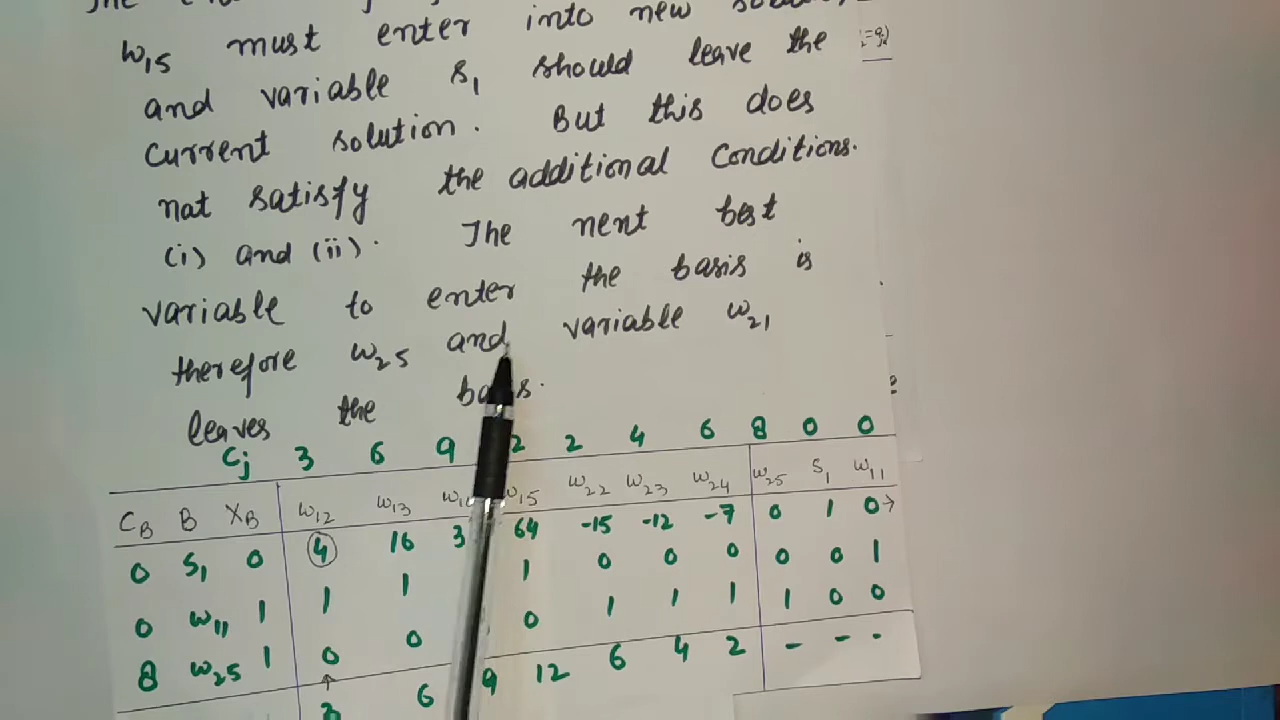 The
w15 must enter into new
and variable s1 should leave the
current solution. But this does
nat satisfy the additional conditions.
(i) and (ii). The nent best
variable to enter the basis is
therefore w25 and variable w21
leaves the
Cj 3 6 9 2 4 6 8 0 0
CB B XB w12 w13 w15 w22 w23 w24 w25 s1 w11
0 s1 0 4 16 3 64 -15 -12 -7 0 1 0→
0 w11 1 1 1 1 0 0 0 0 0 1
8 w25 1 0 0 0 1 1 1 1 0 0
3 6 9 12 6 4 2 - - -